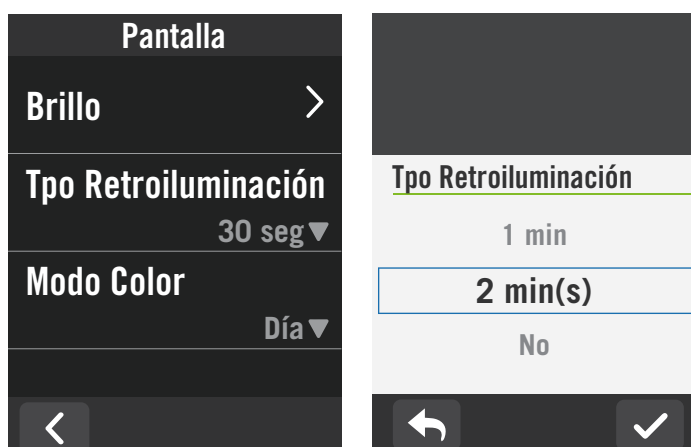 Pantalla
Brillo
Tpo Retroiluminación
30 seg
Modo Color
Día
Tpo Retroiluminación
1 min
2 min(s)
No